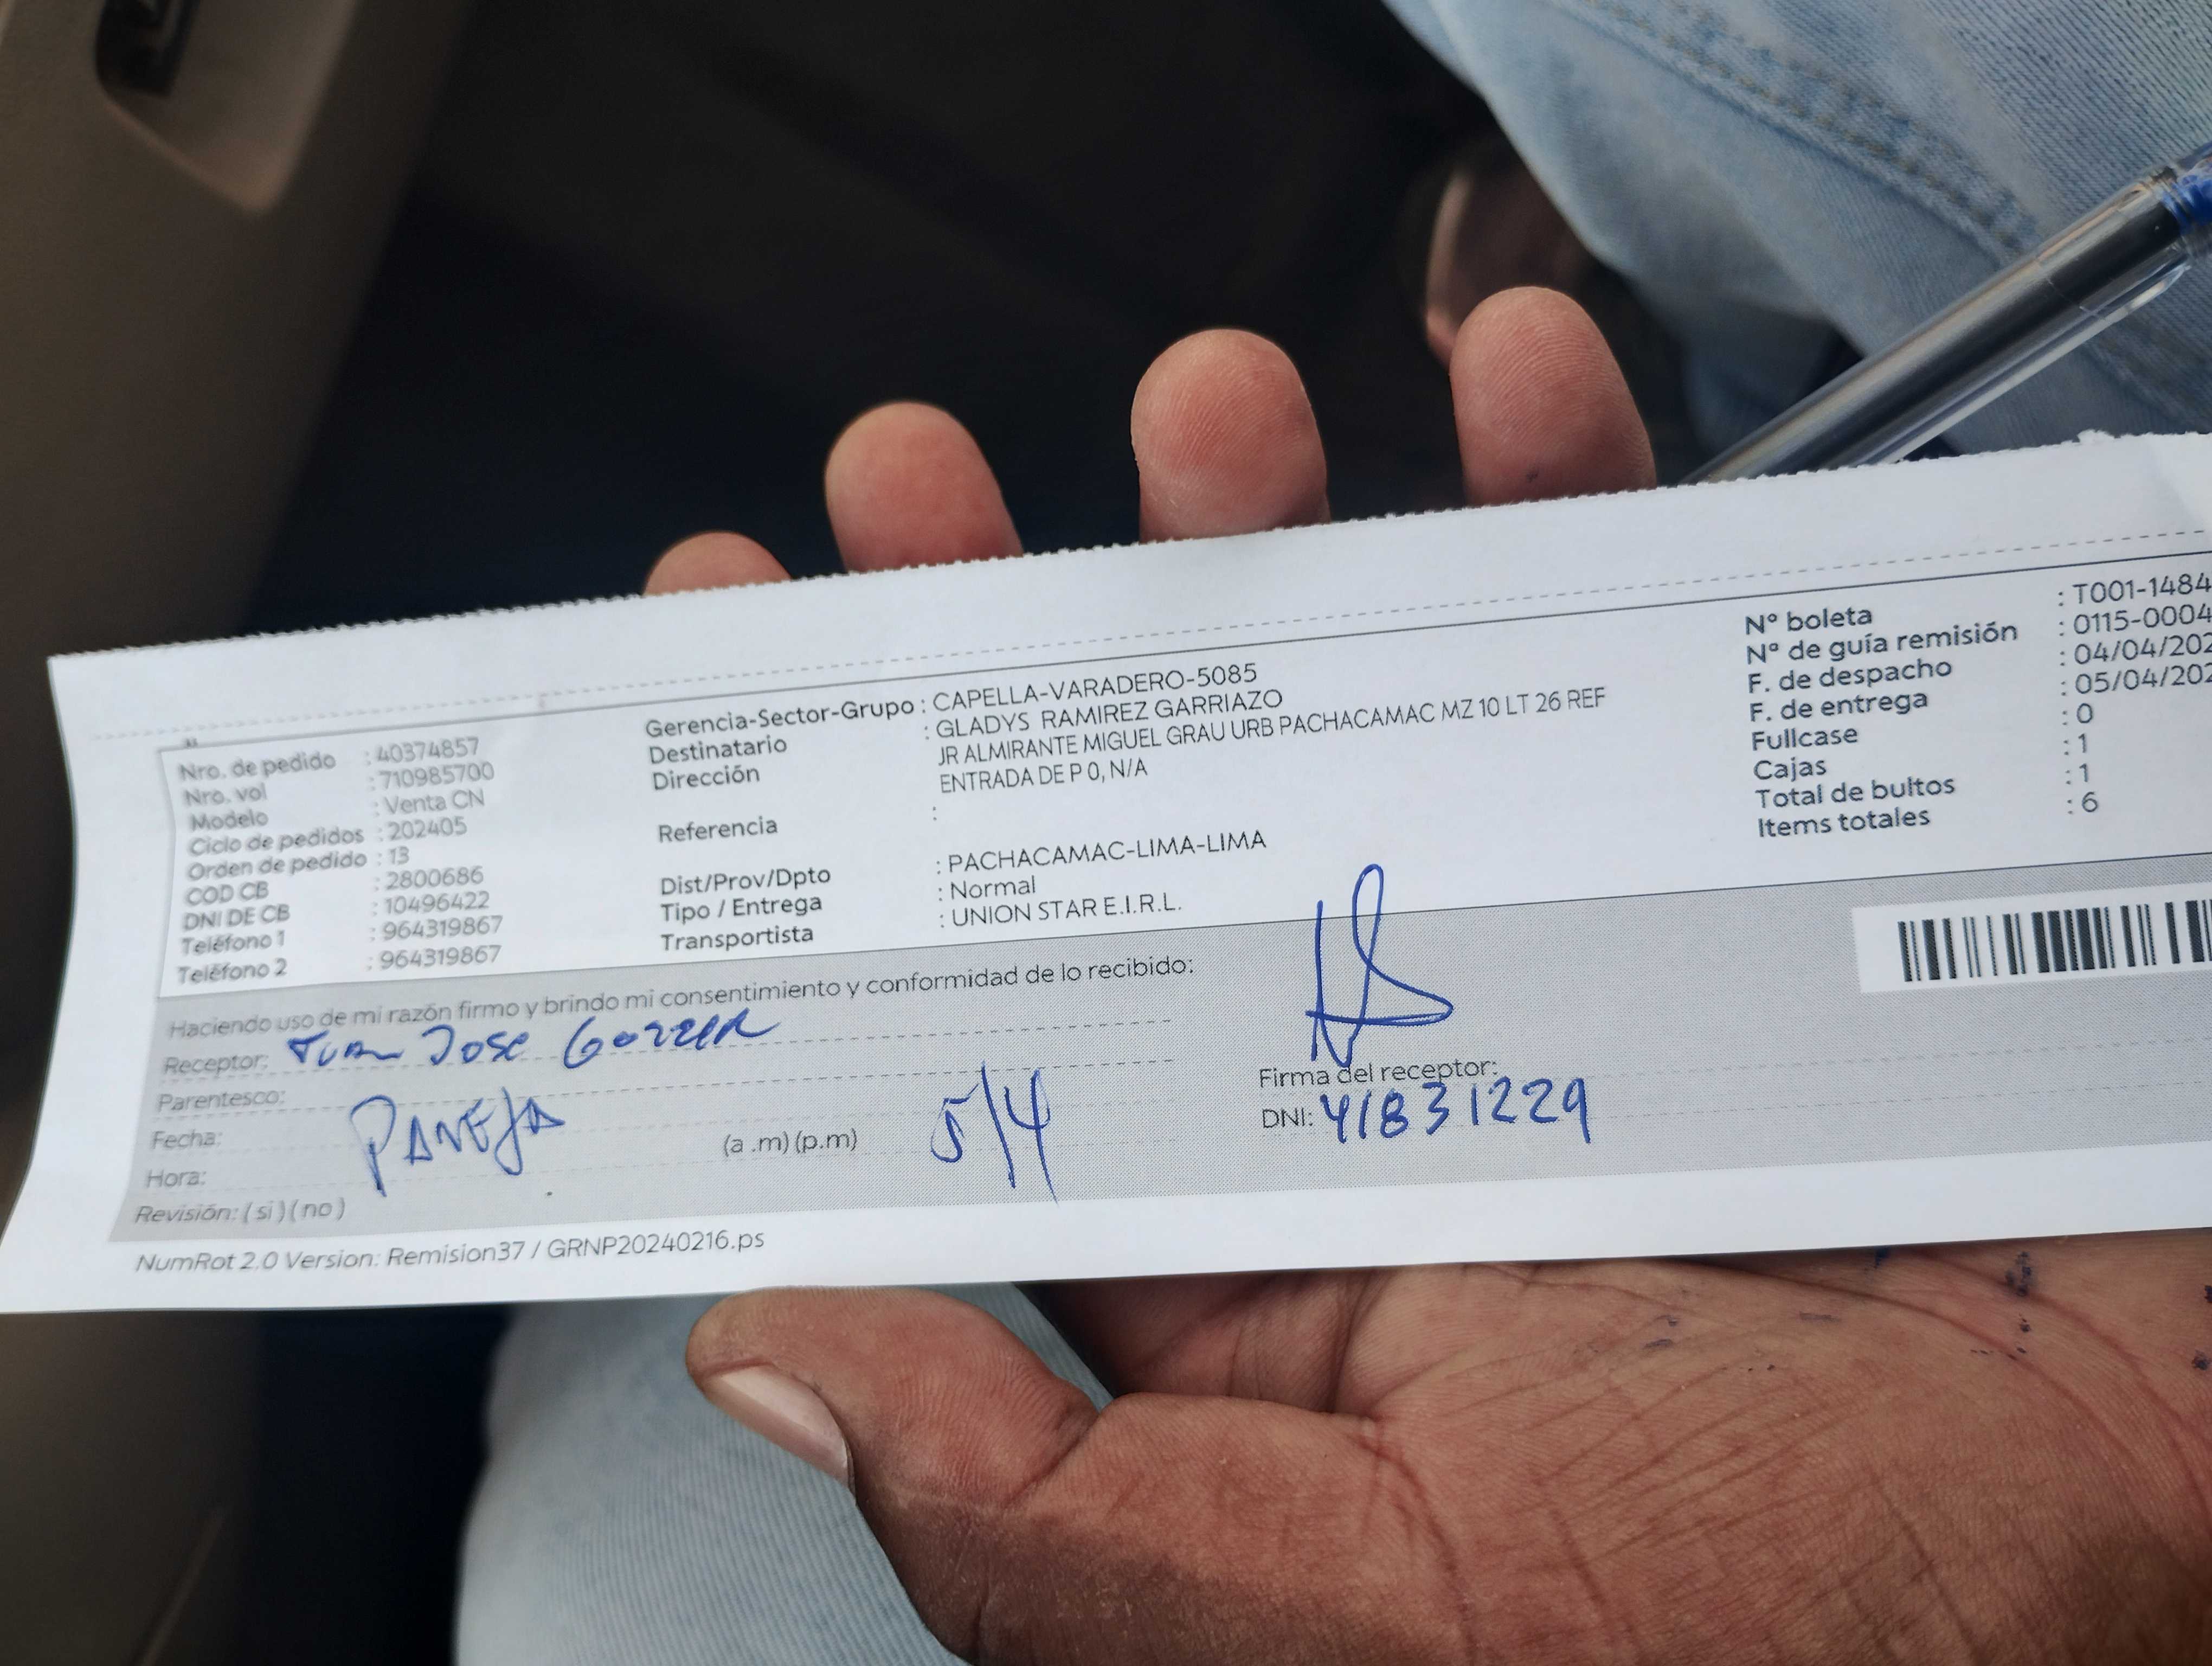 Nro. de pedido : 40374857
Nro. vol : 710985700
Modelo : Venta CN
Ciclo de pedidos : 202405
Orden de pedido : 13
COD CB : 2800686
DNI DE CB : 10496422
Teléfono 1 : 964319867
Teléfono 2 : 964319867
Gerencia-Sector-Grupo : CAPELLA-VARADERO-5085
Destinatario : GLADYS RAMIREZ GARRIAZO
Dirección JR ALMIRANTE MIGUEL GRAU URB PACHACAMAC MZ 10 LT 26 REF
ENTRADA DE P 0, N/A
Referencia :
Dist/Prov/Dpto : PACHACAMAC-LIMA-LIMA
Tipo / Entrega : Normal
Transportista : UNION STAR E.I.R.L.
N° boleta : T001-1484
N° de guía remisión : 0115-0004
F. de despacho : 04/04/202
F. de entrega : 05/04/202
Fullcase : 0
Cajas : 1
Total de bultos : 1
Items totales : 6
Haciendo uso de mi razón firmo y brindo mi consentimiento y conformidad de lo recibido:
Receptor: Juan Jose
Parentesco: PAREJA
Fecha: 5/4
Hora: (a .m) (p.m)
Revisión: ( si ) ( no )
Firma del receptor:
DNI: 41831229
NumRot 2.0 Version: Remision37 / GRNP20240216.ps